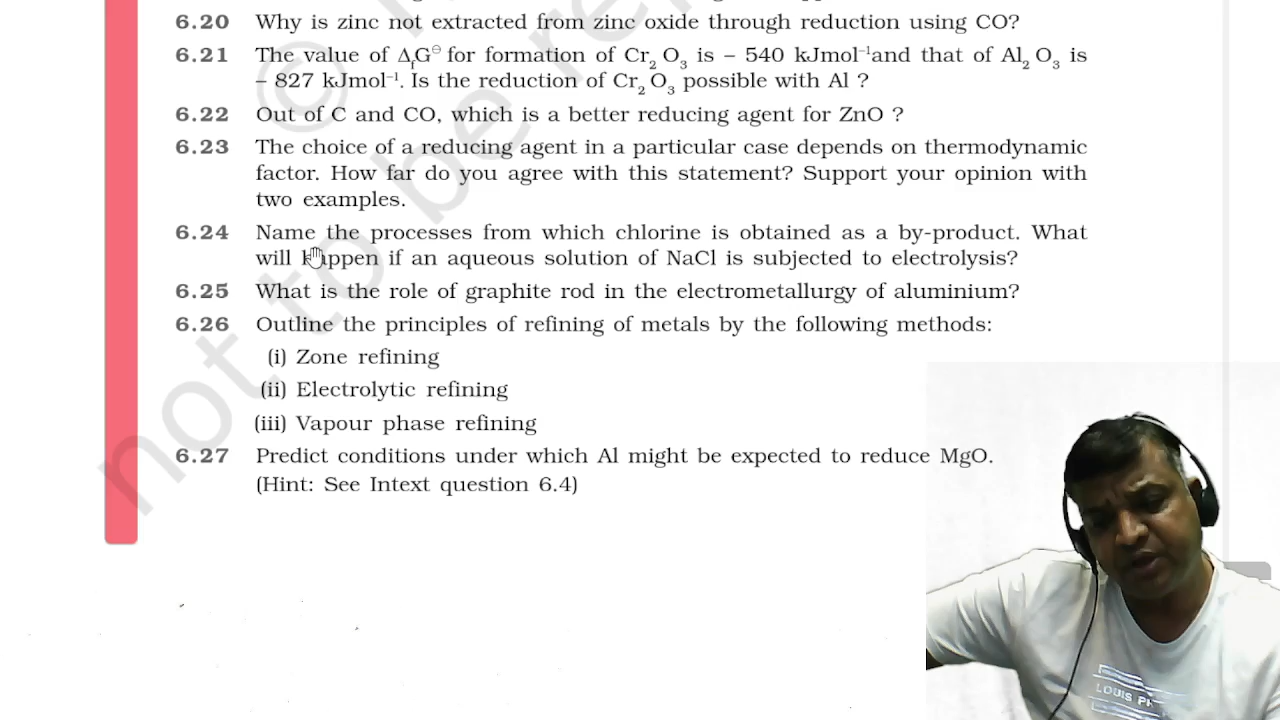 6.20 Why is zinc not extracted from zinc oxide through reduction using CO?
6.21 The value of ΔfG⊖ for formation of Cr2 O3 is – 540 kJmol–1and that of Al2 O3 is
– 827 kJmol–1. Is the reduction of Cr2 O3 possible with Al ?
6.22 Out of C and CO, which is a better reducing agent for ZnO ?
6.23 The choice of a reducing agent in a particular case depends on thermodynamic
factor. How far do you agree with this statement? Support your opinion with
two examples.
6.24 Name the processes from which chlorine is obtained as a by-product. What
will happen if an aqueous solution of NaCl is subjected to electrolysis?
6.25 What is the role of graphite rod in the electrometallurgy of aluminium?
6.26 Outline the principles of refining of metals by the following methods:
(i) Zone refining
(ii) Electrolytic refining
(iii) Vapour phase refining
6.27 Predict conditions under which Al might be expected to reduce MgO.
(Hint: See Intext question 6.4)
not to be re
©
LOUIS